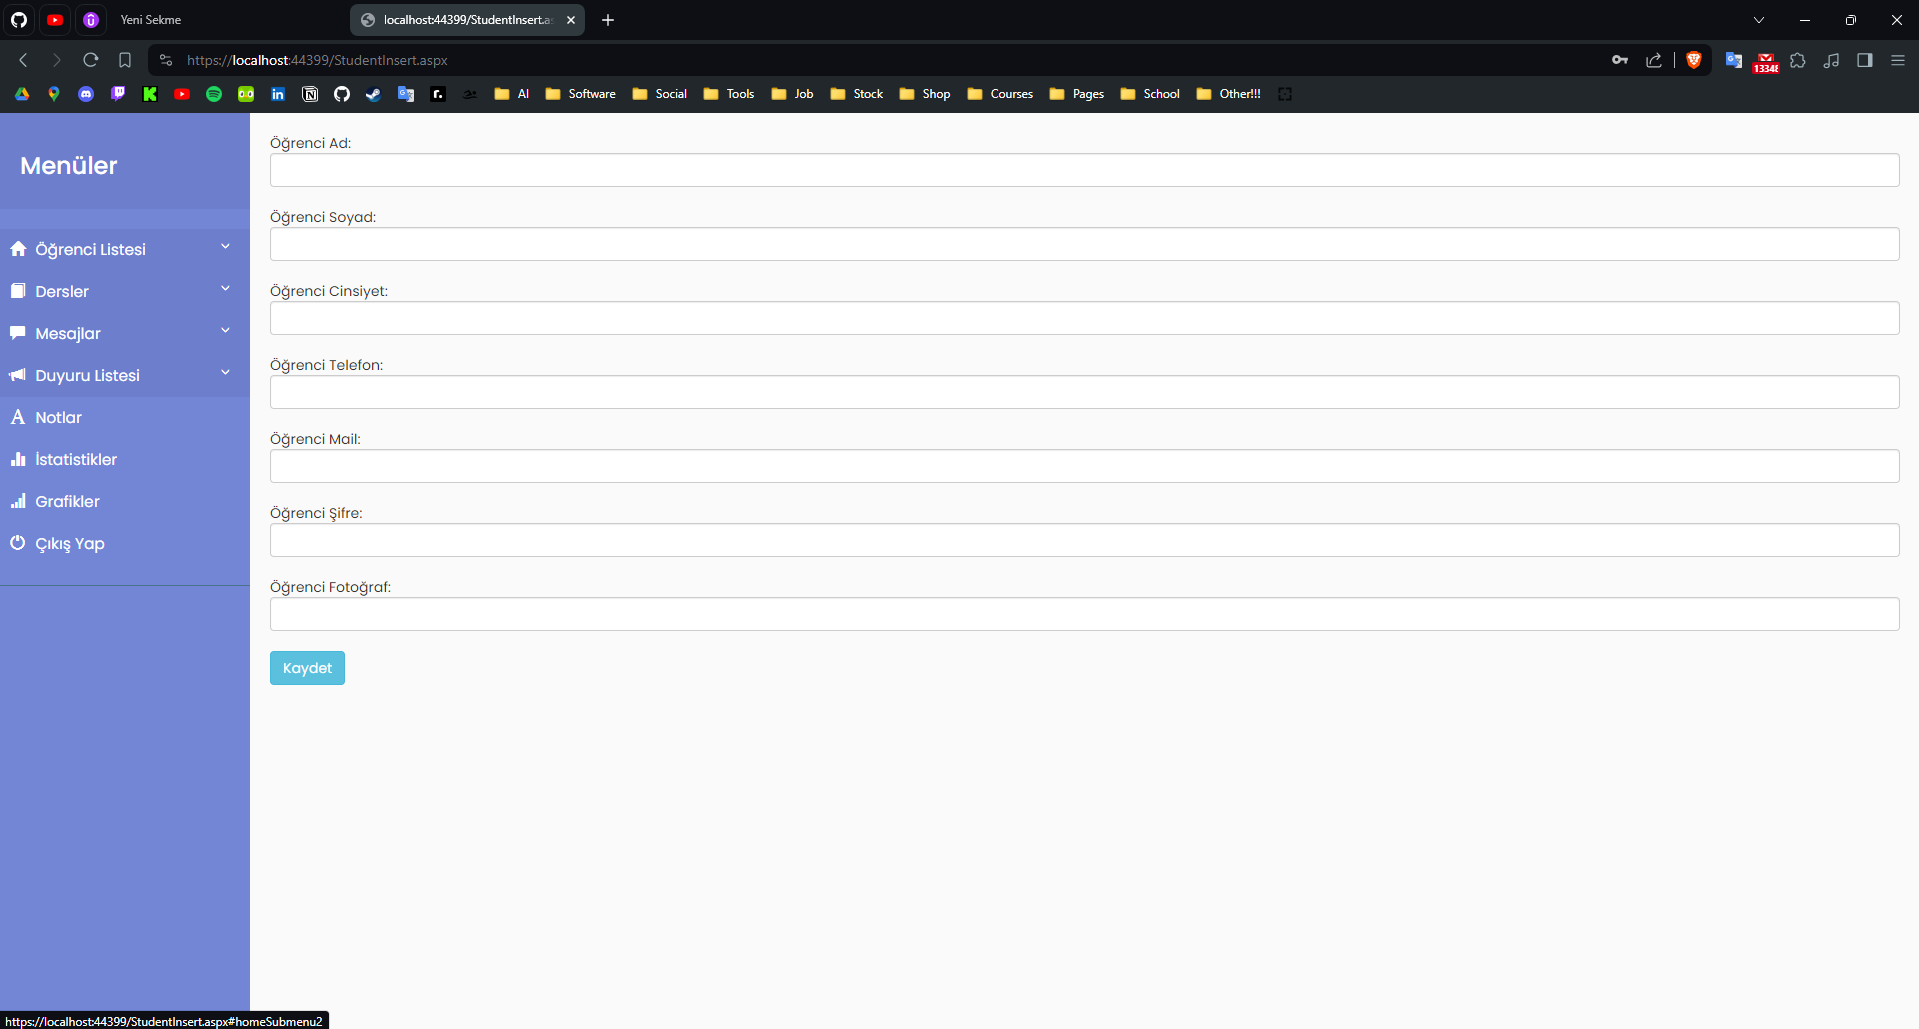 Yeni Sekme
localhost:44399/StudentInsert.as
https://localhost:44399/StudentInsert.aspx
13348
AI
Software
Social
Tools
Job
Stock
Shop
Courses
Pages
School
Other!!!
Menüler
Öğrenci Listesi
Dersler
Mesajlar
Duyuru Listesi
Notlar
İstatistikler
Grafikler
Çıkış Yap
Öğrenci Ad:
Öğrenci Soyad:
Öğrenci Cinsiyet:
Öğrenci Telefon:
Öğrenci Mail:
Öğrenci Şifre:
Öğrenci Fotoğraf:
Kaydet
https://localhost:44399/StudentInsert.aspx#homeSubmenu2